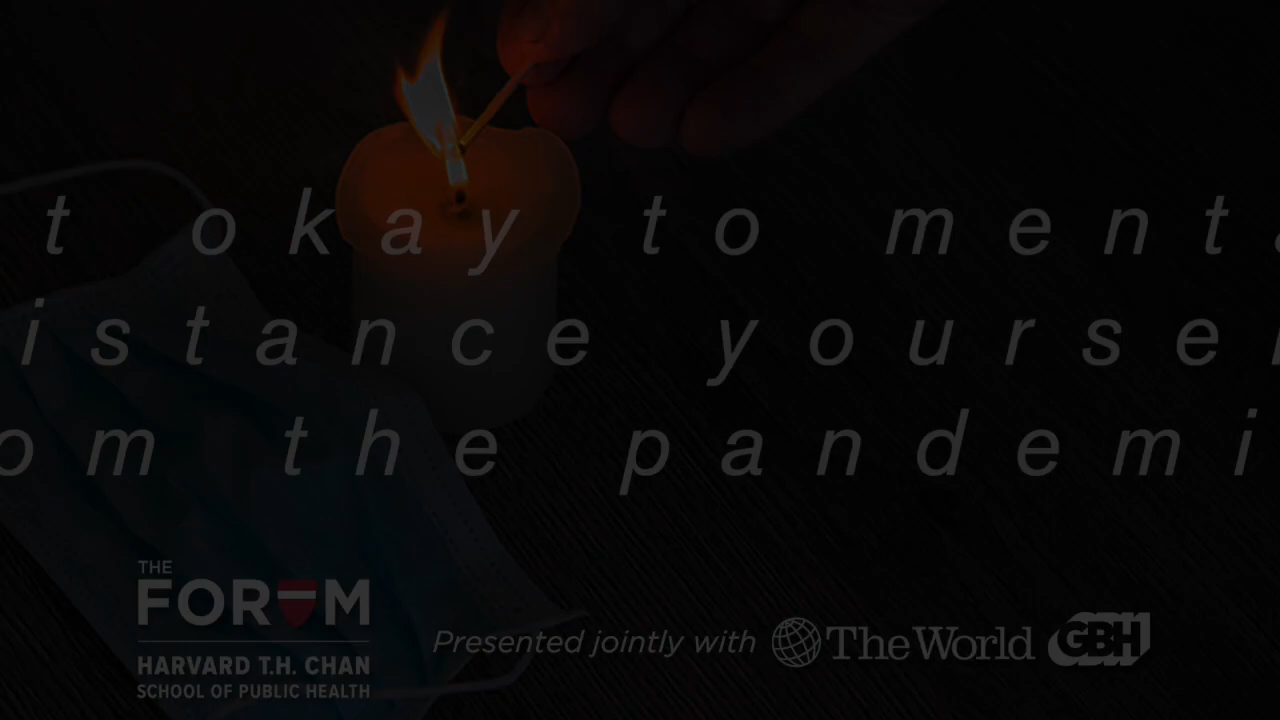 t okay to ment
istance yourse
om the pandemi
THE
FORUM
HARVARD T.H. CHAN
SCHOOL OF PUBLIC HEALTH
Presented jointly with The World GBH